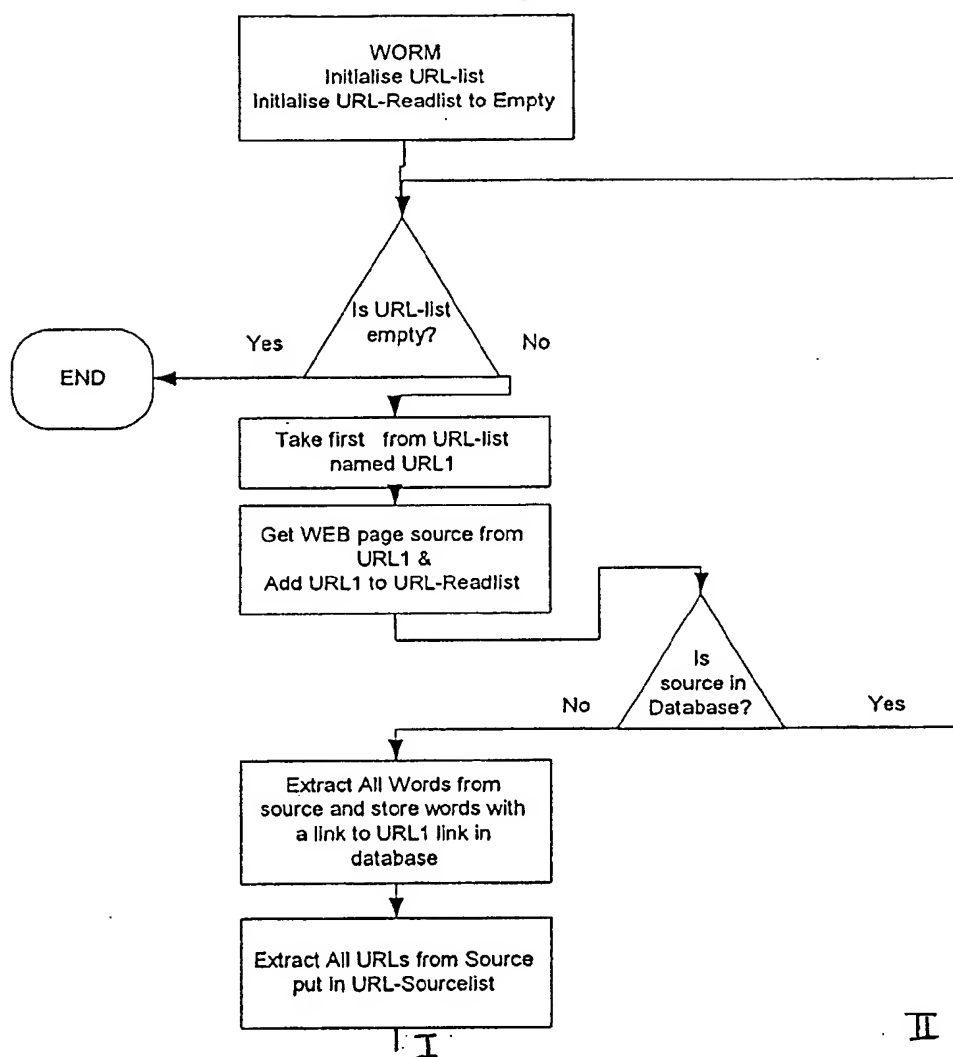 WORM
Initialise URL-list
Initialise URL-Readlist to Empty
Is URL-list
empty?
Yes
No
END
Take first from URL-list
named URL1
Get WEB page source from
URL1 &
Add URL1 to URL-Readlist
Is
source in
Database?
No
Yes
Extract All Words from
source and store words with
a link to URL1 link in
database
Extract All URLs from Source
put in URL-Sourcelist
I
II